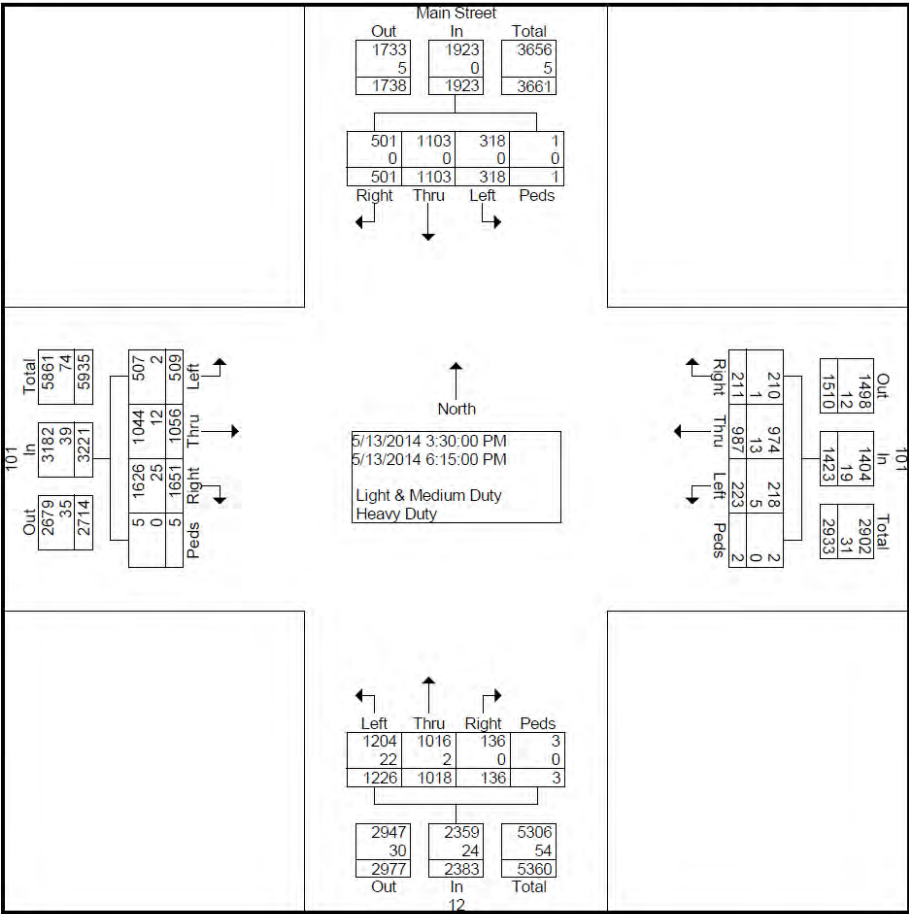 Main Street
Out In Total
1733 1923 3656
5 0 5
1738 1923 3661
501 1103 318 1
0 0 0 0
501 1103 318 1
Right Thru Left Peds
101
Total In Out
5861 3182 2679
74 39 35
5935 3221 2714
507 1044 1626 5
2 12 25 0
509 1056 1651 5
Left Thru Right Peds
North
5/13/2014 3:30:00 PM
5/13/2014 6:15:00 PM
Light & Medium Duty
Heavy Duty
101
Out In Total
1498 1404 2902
12 19 31
1510 1423 2933
210 974 218 2
1 13 5 0
211 987 223 2
Right Thru Left Peds
Left Thru Right Peds
1204 1016 136 3
22 2 0 0
1226 1018 136 3
2947 2359 5306
30 24 54
2977 2383 5360
Out In Total
12